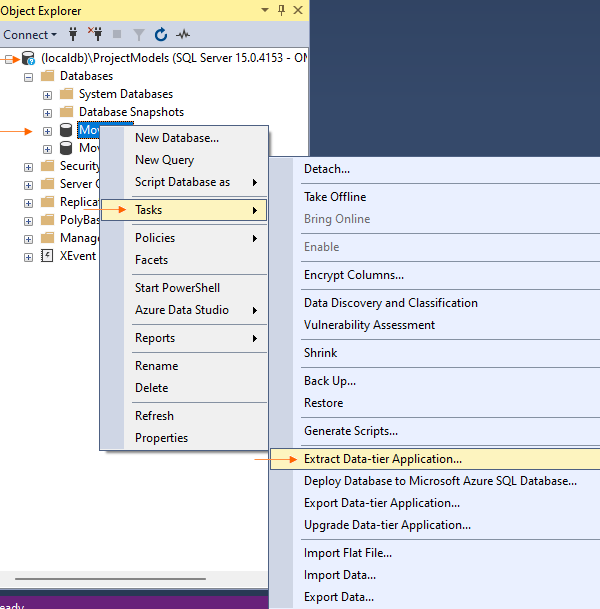 Object Explorer
Connect
(localdb)\ProjectModels (SQL Server 15.0.4153 - ON
Databases
System Databases
Database Snapshots
Mov
Mov
Security
Server O
Replicat
PolyBas
Manage
XEvent
New Database...
New Query
Script Database as
Tasks
Policies
Facets
Start PowerShell
Azure Data Studio
Reports
Rename
Delete
Refresh
Properties
Detach...
Take Offline
Bring Online
Enable
Encrypt Columns...
Data Discovery and Classification
Vulnerability Assessment
Shrink
Back Up...
Restore
Generate Scripts...
Extract Data-tier Application...
Deploy Database to Microsoft Azure SQL Database...
Export Data-tier Application...
Upgrade Data-tier Application...
Import Flat File...
Import Data...
Export Data...
eady